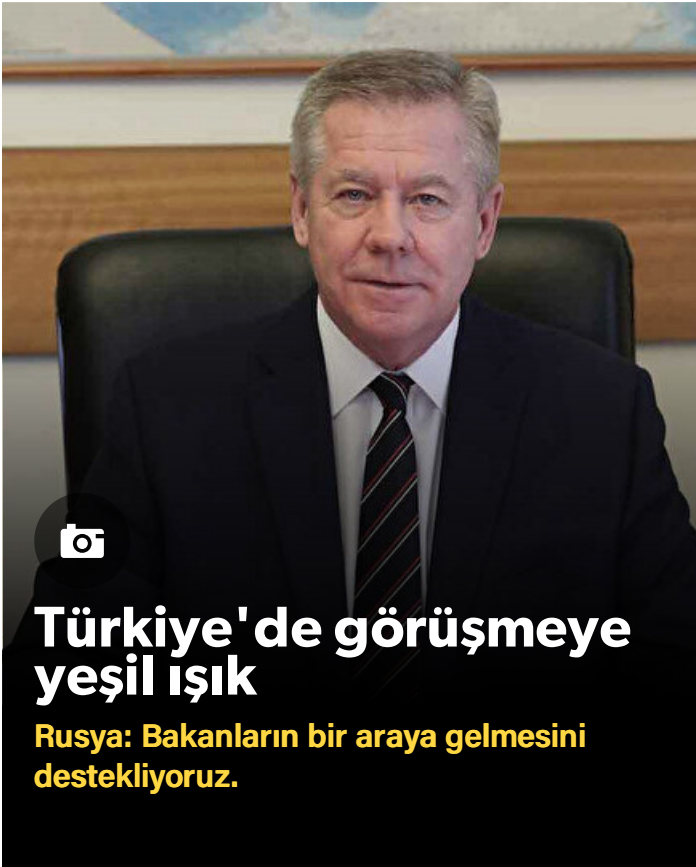 Türkiye'de görüşmeye
yeşil ışık
Rusya: Bakanların bir araya gelmesini
destekliyoruz.